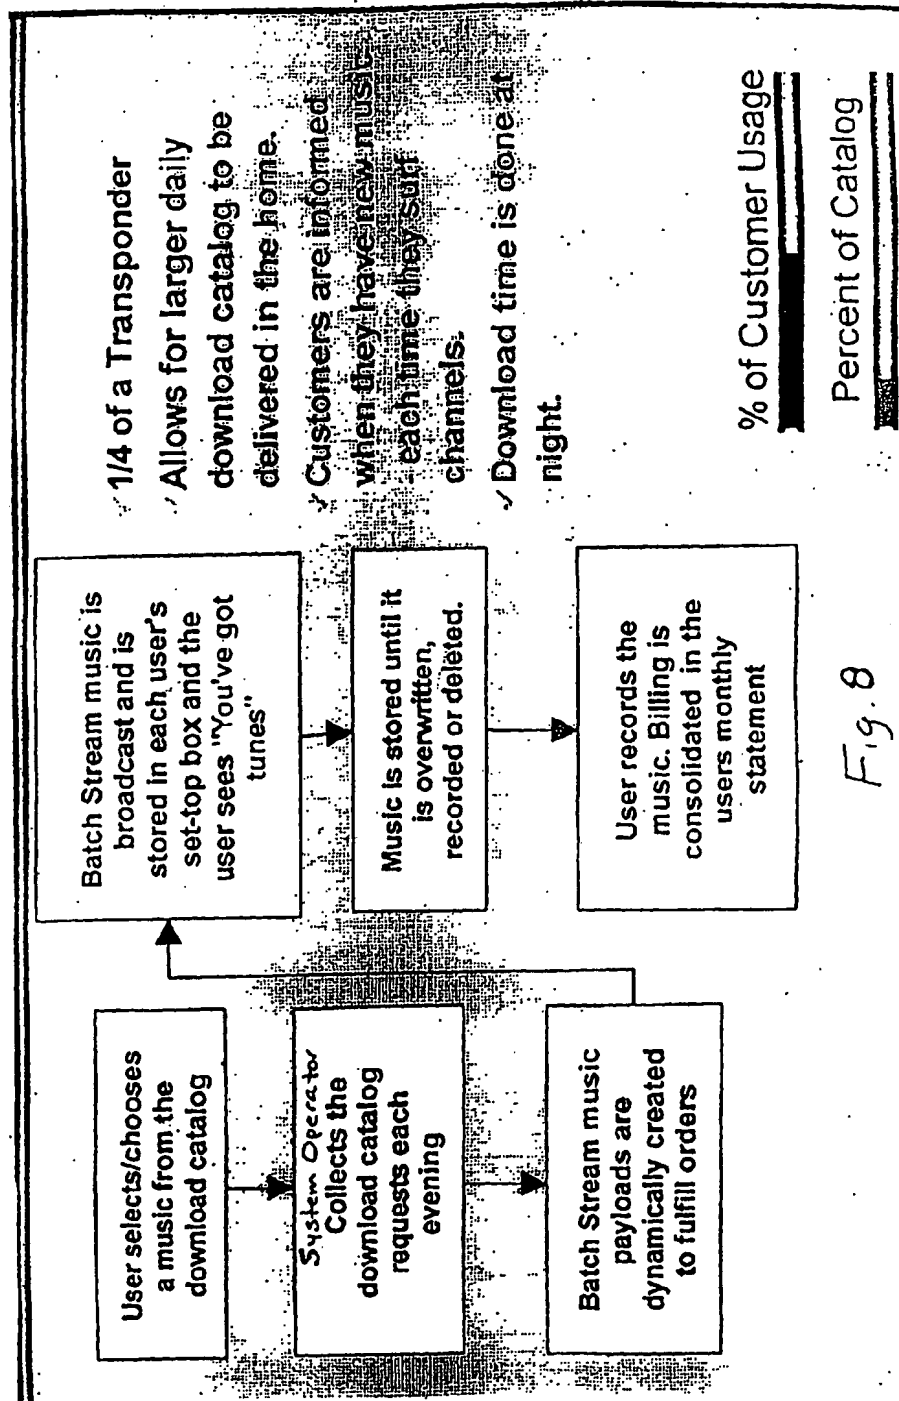 User selects/chooses
a music from the
download catalog
System Operator
Collects the
download catalog
requests each
evening
Batch Stream music
payloads are
dynamically created
to fulfill orders
Batch Stream music is
broadcast and is
stored in each user's
set-top box and the
user sees "You've got
tunes"
Music is stored until it
is overwritten,
recorded or deleted.
User records the
music. Billing is
consolidated in the
users monthly
statement
✓ 1/4 of a Transponder
✓ Allows for larger daily
download catalog to be
delivered in the home.
✓ Customers are informed
when they have new music
each time they surf
channels.
✓ Download time is done at
night.
% of Customer Usage
Percent of Catalog
Fig. 8